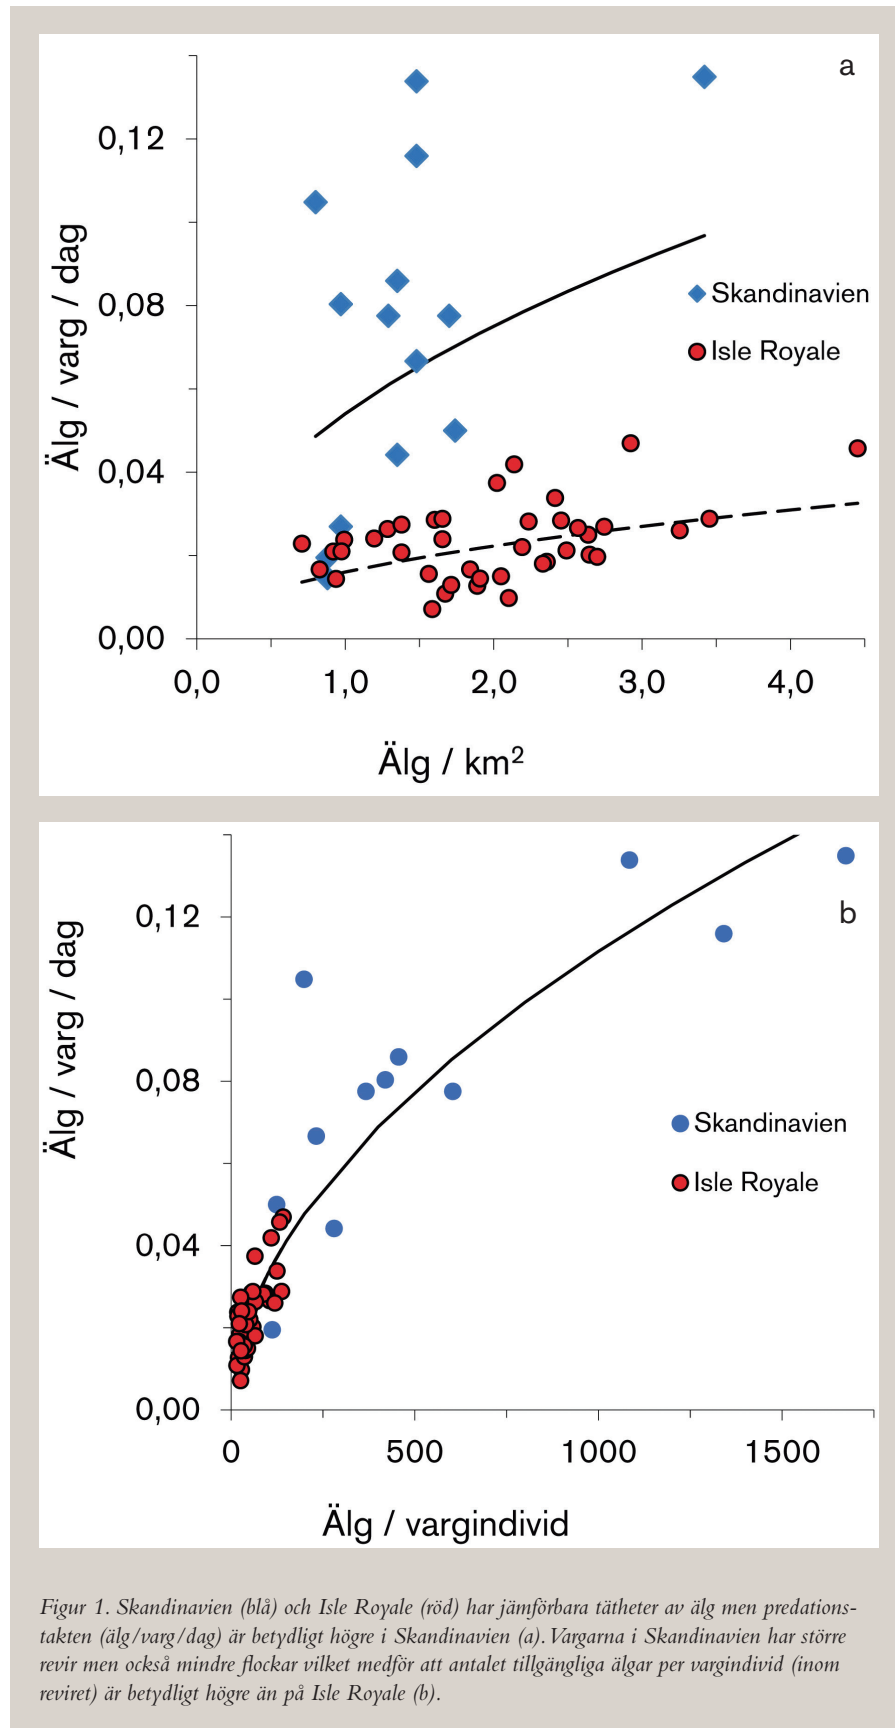 a
0,12
0,08
0,04
0,00
Älg / varg / dag
Skandinavien
Isle Royale
0,0 1,0 2,0 3,0 4,0
Älg / km²
b
0,12
0,08
0,04
0,00
Älg / varg / dag
Skandinavien
Isle Royale
0 500 1000 1500
Älg / vargindivid
Figur 1. Skandinavien (blå) och Isle Royale (röd) har jämförbara tätheter av älg men predations-
takten (älg/varg/dag) är betydligt högre i Skandinavien (a). Vargarna i Skandinavien har större
revir men också mindre flockar vilket medför att antalet tillgängliga älgar per vargindivid (inom
reviret) är betydligt högre än på Isle Royale (b).